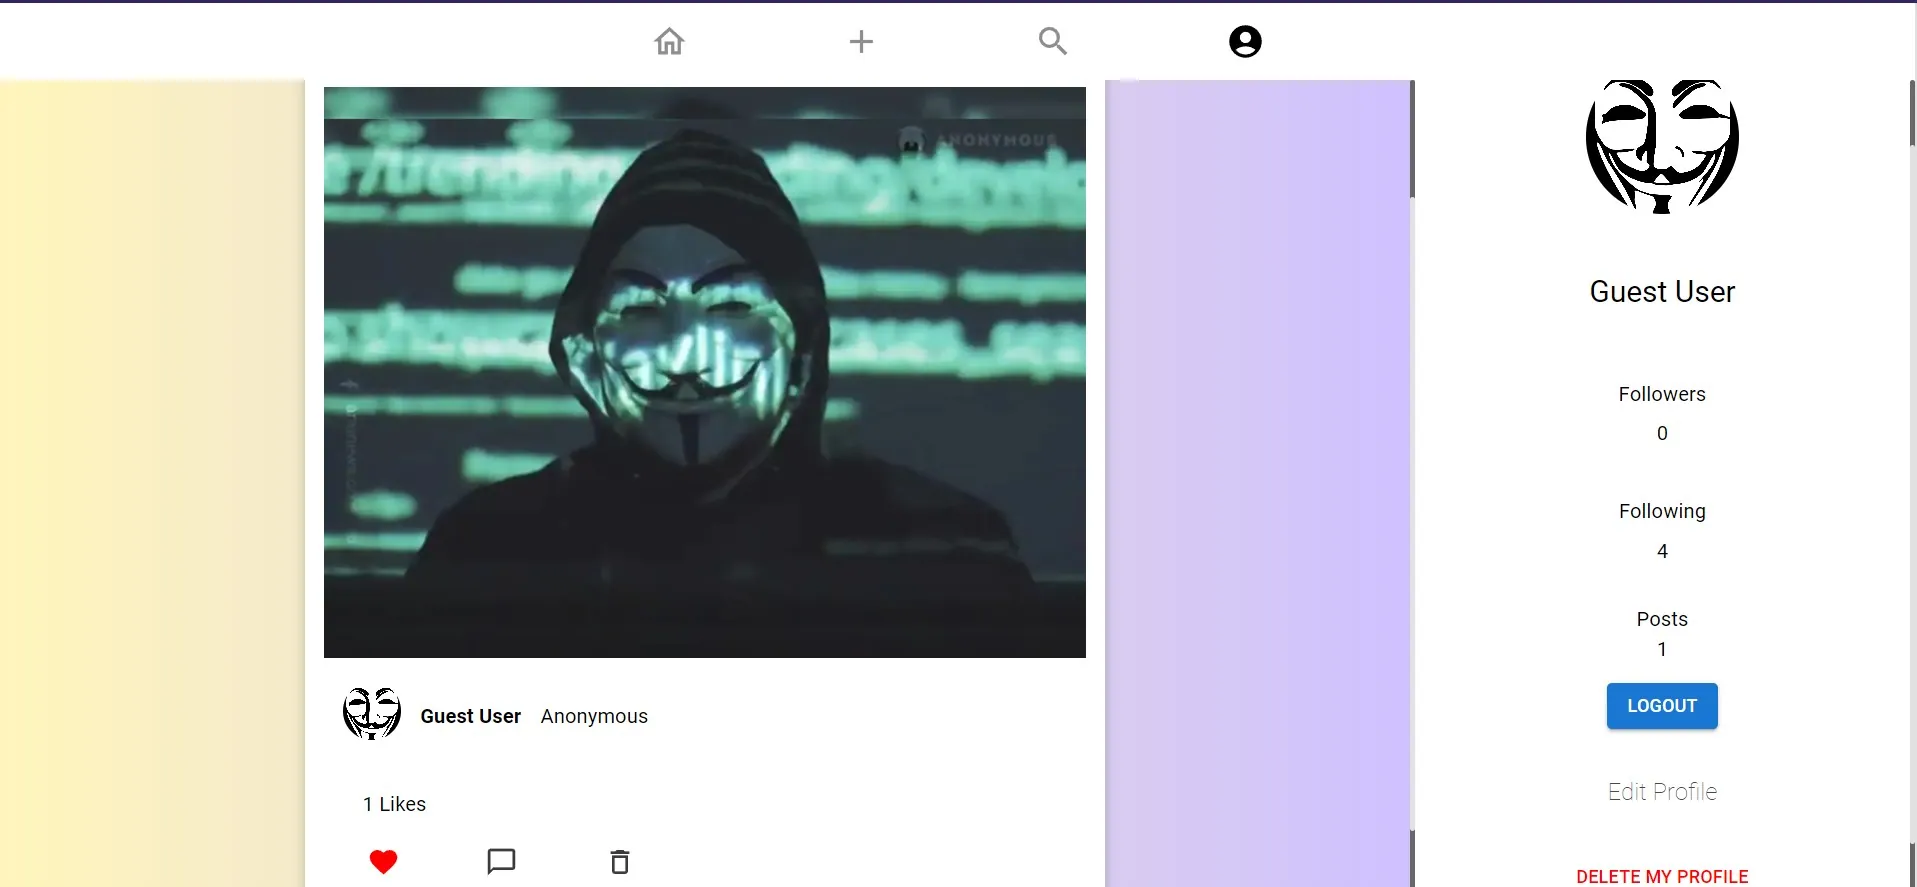 ANONYMOUS
Guest User Anonymous
1 Likes
Guest User
Followers
0
Following
4
Posts
1
LOGOUT
Edit Profile
DELETE MY PROFILE